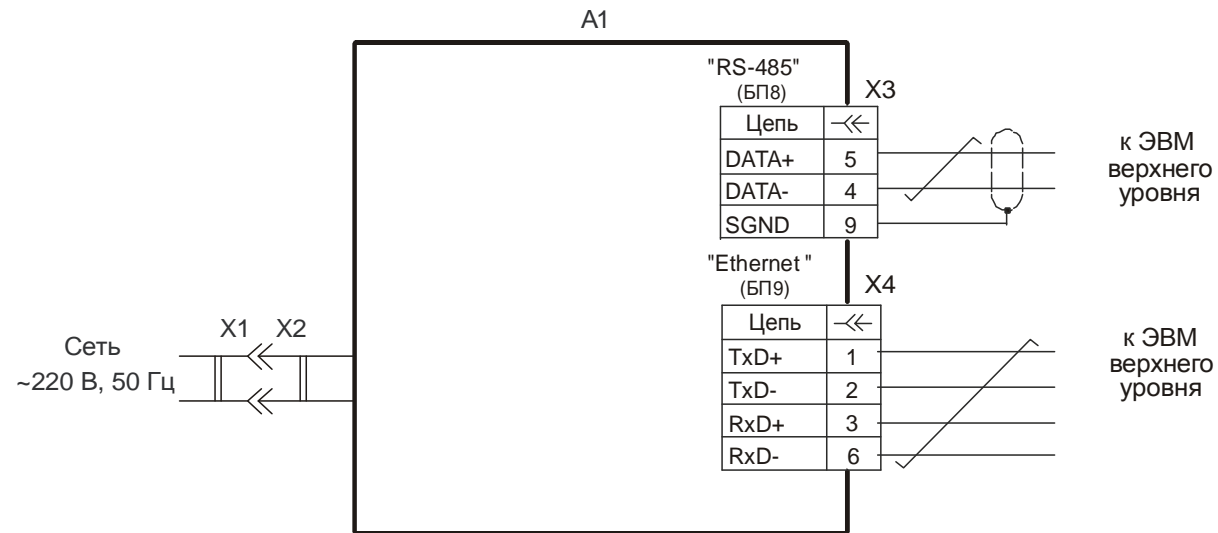 A1
"RS-485"
(БП8)
X3
Цепь
DATA+ 5
DATA- 4
SGND 9
к ЭВМ
верхнего
уровня
"Ethernet "
(БП9)
X4
Цепь
TxD+ 1
TxD- 2
RxD+ 3
RxD- 6
к ЭВМ
верхнего
уровня
X1 X2
Сеть
~220 В, 50 Гц